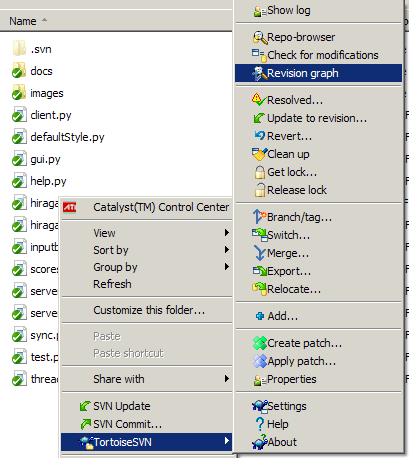 Name
.svn
docs
images
client.py
defaultStyle.py
gui.py
help.py
hiraga
hiraga
inputb
scores
server
serve
sync.p
test.p
thread
Catalyst(TM) Control Center
View
Sort by
Group by
Refresh
Customize this folder...
Paste
Paste shortcut
Share with
SVN Update
SVN Commit...
TortoiseSVN
Show log
Repo-browser
Check for modifications
Revision graph
Resolved...
Update to revision...
Revert...
Clean up
Get lock...
Release lock
Branch/tag...
Switch...
Merge...
Export...
Relocate...
Add...
Create patch...
Apply patch...
Properties
Settings
Help
About